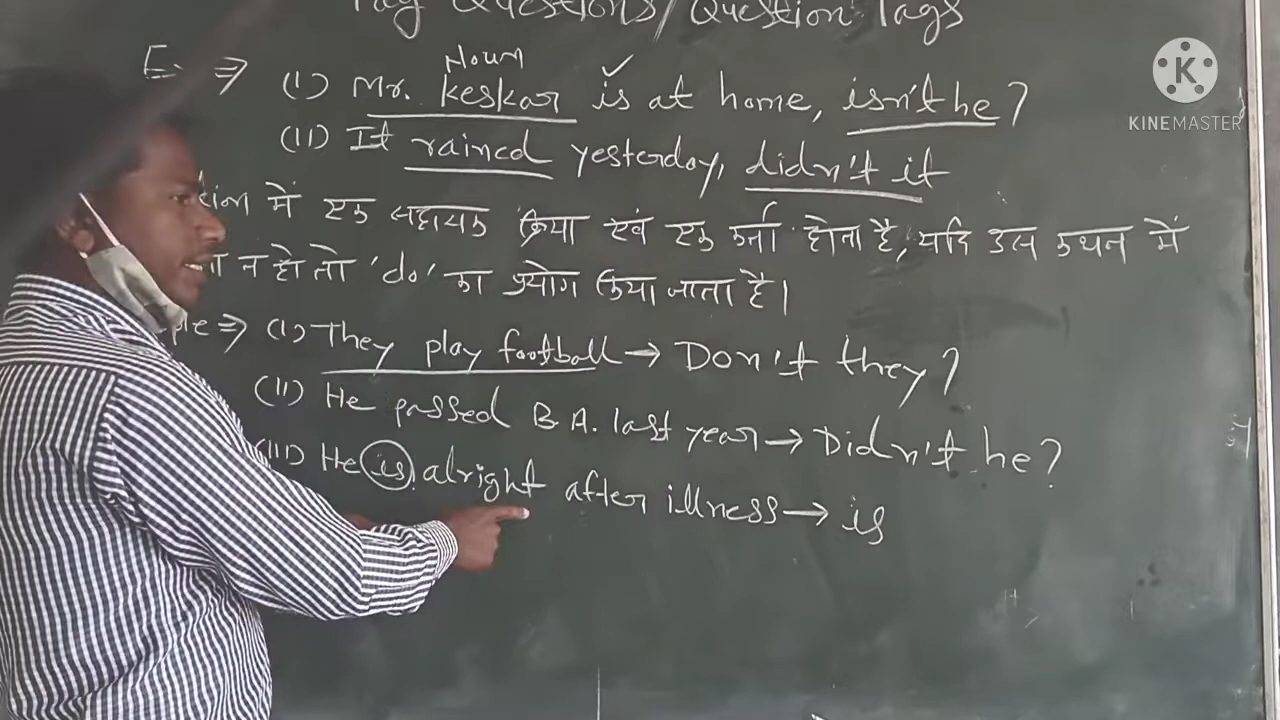 Tag Questions/Question Tags
Ex ⇒ (I) Mr. keskar is at home, isn't he?
Noun ✓
(II) It rained yesterday, didn't it
में एक सहायक क्रिया एवं एक कर्ता होता है, यदि उस कथन में
न हो तो 'do' का प्रयोग किया जाता है।
⇒ (I) They play football → Don't they?
(II) He passed B.A. last year → Didn't he?
He is alright after illness → is
K
KINEMASTER